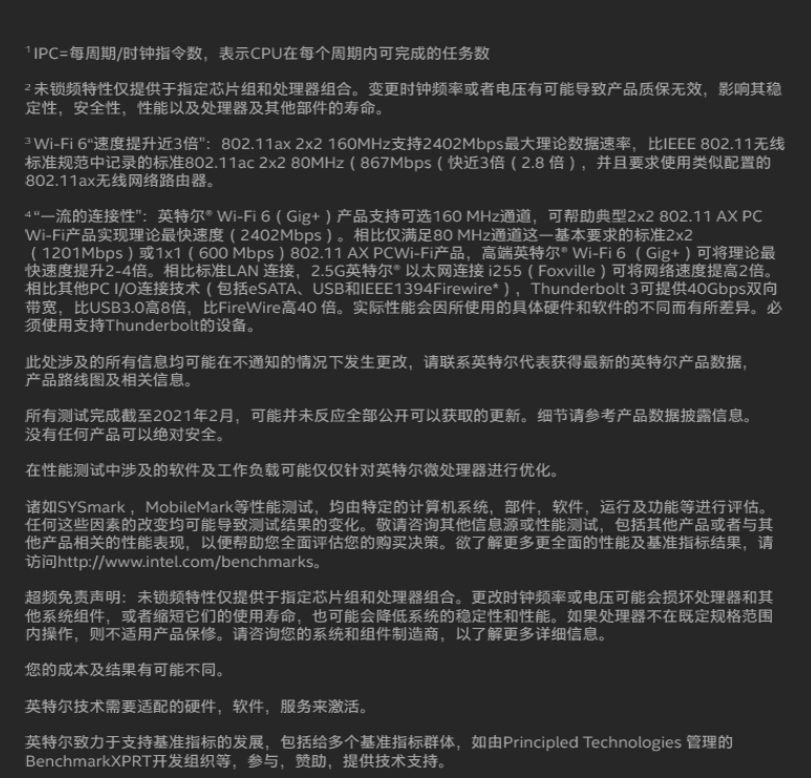 ¹ IPC=每周期/时钟指令数，表示CPU在每个周期内可完成的任务数
² 未锁频特性仅提供于指定芯片组和处理器组合。变更时钟频率或者电压有可能导致产品质保无效，影响其稳
定性，安全性，性能以及处理器及其他部件的寿命。
³ Wi-Fi 6“速度提升近3倍”：802.11ax 2x2 160MHz支持2402Mbps最大理论数据速率，比IEEE 802.11无线
标准规范中记录的标准802.11ac 2x2 80MHz（867Mbps（快近3倍（2.8 倍），并且要求使用类似配置的
802.11ax无线网络路由器。
⁴ “一流的连接性”：英特尔® Wi-Fi 6（Gig+）产品支持可选160 MHz通道，可帮助典型2x2 802.11 AX PC
Wi-Fi产品实现理论最快速度（2402Mbps）。相比仅满足80 MHz通道这一基本要求的标准2x2
（1201Mbps）或1x1（600 Mbps）802.11 AX PCWi-Fi产品，高端英特尔® Wi-Fi 6 （Gig+）可将理论最
快速度提升2-4倍。相比标准LAN 连接，2.5G英特尔® 以太网连接 i255（Foxville）可将网络速度提高2倍。
相比其他PC I/O连接技术（包括eSATA、USB和IEEE1394Firewire*），Thunderbolt 3可提供40Gbps双向
带宽，比USB3.0高8倍，比FireWire高40 倍。实际性能会因所使用的具体硬件和软件的不同而有所差异。必
须使用支持Thunderbolt的设备。
此处涉及的所有信息均可能在不通知的情况下发生更改，请联系英特尔代表获得最新的英特尔产品数据，
产品路线图及相关信息。
所有测试完成截至2021年2月，可能并未反应全部公开可以获取的更新。细节请参考产品数据披露信息。
没有任何产品可以绝对安全。
在性能测试中涉及的软件及工作负载可能仅仅针对英特尔微处理器进行优化。
诸如SYSmark ，MobileMark等性能测试，均由特定的计算机系统，部件，软件，运行及功能等进行评估。
任何这些因素的改变均可能导致测试结果的变化。敬请咨询其他信息源或性能测试，包括其他产品或者与其
他产品相关的性能表现，以便帮助您全面评估您的购买决策。欲了解更多更全面的性能及基准指标结果，请
访问http://www.intel.com/benchmarks。
超频免责声明：未锁频特性仅提供于指定芯片组和处理器组合。更改时钟频率或电压可能会损坏处理器和其
他系统组件，或者缩短它们的使用寿命，也可能会降低系统的稳定性和性能。如果处理器不在既定规格范围
内操作，则不适用产品保修。请咨询您的系统和组件制造商，以了解更多详细信息。
您的成本及结果有可能不同。
英特尔技术需要适配的硬件，软件，服务来激活。
英特尔致力于支持基准指标的发展，包括给多个基准指标群体，如由Principled Technologies 管理的
BenchmarkXPRT开发组织等，参与，赞助，提供技术支持。